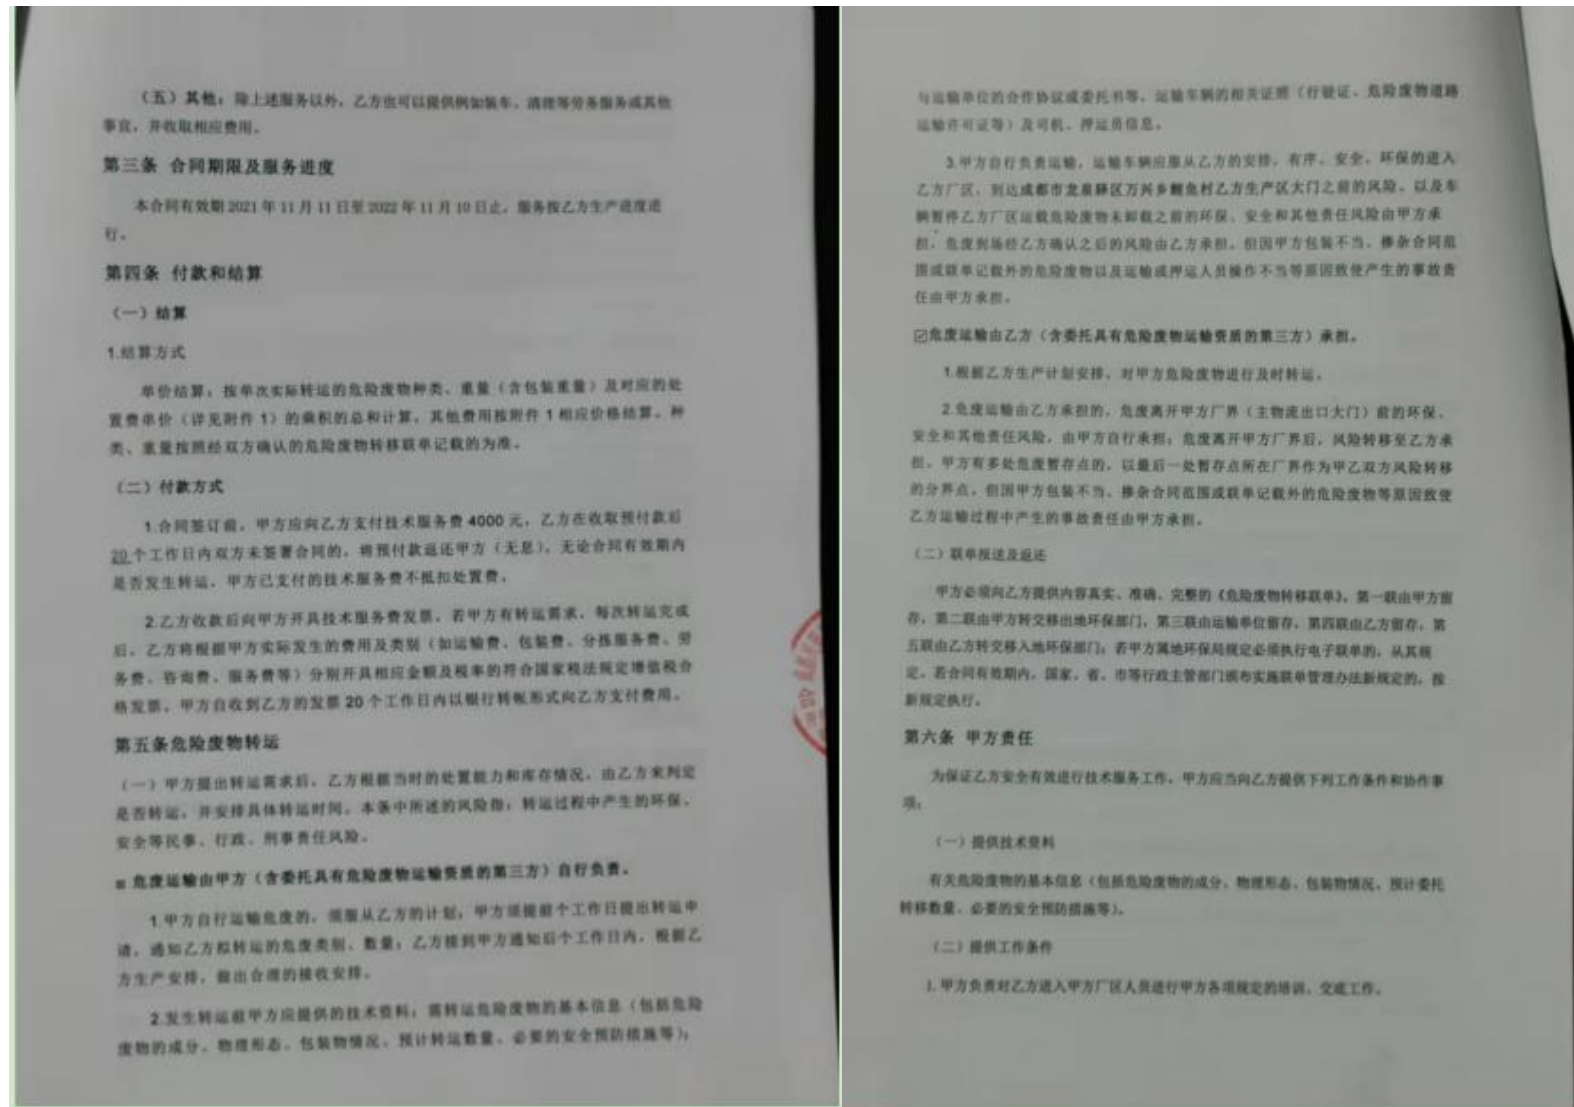 （五）其他：除上述服务以外，乙方也可以提供例如装车、清理等劳务服务或其他
事宜，并收取相应费用。
第三条 合同期限及服务进度
本合同有效期2021年11月11日至2022年11月10日止，服务按乙方生产进度进
行。
第四条 付款和结算
（一）结算
1.结算方式
单价结算：按单次实际转运的危险废物种类、重量（含包装重量）及对应的处
置费单价（详见附件1）的乘积的总和计算，其他费用按附件1相应价格结算。种
类、重量按照经双方确认的危险废物转移联单记载的为准。
（二）付款方式
1.合同签订前，甲方应向乙方支付技术服务费4000元，乙方在收取预付款后
20个工作日内双方未签署合同的，将预付款返还甲方（无息）。无论合同有效期内
是否发生转运，甲方已支付的技术服务费不抵扣处置费。
2.乙方收款后向甲方开具技术服务费发票。若甲方有转运需求，每次转运完成
后，乙方将根据甲方实际发生的费用及类别（如运输费、包装费、分拣服务费、劳
务费、咨询费、服务费等）分别开具相应金额及税率的符合国家税法规定增值税合
格发票。甲方自收到乙方的发票20个工作日内以银行转帐形式向乙方支付费用。
第五条危险废物转运
（一）甲方提出转运需求后，乙方根据当时的处置能力和库存情况，由乙方来判定
是否转运，并安排具体转运时间。本条中所述的风险指：转运过程中产生的环保、
安全等民事、行政、刑事责任风险。
■ 危废运输由甲方（含委托具有危险废物运输资质的第三方）自行负责。
1.甲方自行运输危废的，须服从乙方的计划，甲方须提前个工作日提出转运申
请，通知乙方拟转运的危废类别、数量；乙方接到甲方通知后个工作日内，根据乙
方生产安排，做出合理的接收安排。
2.发生转运前甲方应提供的技术资料：需转运危险废物的基本信息（包括危险
废物的成分、物理形态、包装物情况、预计转运数量、必要的安全预防措施等）；
与运输单位的合作协议或委托书等，运输车辆的相关证照（行驶证、危险废物道路
运输许可证等）及司机、押运员信息。
3.甲方自行负责运输，运输车辆应服从乙方的安排，有序、安全、环保的进入
乙方厂区，到达成都市龙泉驿区万兴乡鲤鱼村乙方生产区大门之前的风险，以及车
辆暂停乙方厂区运载危险废物未卸载之前的环保、安全和其他责任风险由甲方承
担，危废到场经乙方确认之后的风险由乙方承担。但因甲方包装不当、掺杂合同范
围或联单记载外的危险废物以及运输或押运人员操作不当等原因致使产生的事故责
任由甲方承担。
☑危废运输由乙方（含委托具有危险废物运输资质的第三方）承担。
1.根据乙方生产计划安排，对甲方危险废物进行及时转运。
2.危废运输由乙方承担的，危废离开甲方厂界（主物流出口大门）前的环保、
安全和其他责任风险，由甲方自行承担；危废离开甲方厂界后，风险转移至乙方承
担。甲方有多处危废暂存点的，以最后一处暂存点所在厂界作为甲乙双方风险转移
的分界点。但因甲方包装不当、掺杂合同范围或联单记载外的危险废物等原因致使
乙方运输过程中产生的事故责任由甲方承担。
（二）联单报送及返还
甲方必须向乙方提供内容真实、准确、完整的《危险废物转移联单》，第一联由甲方留
存，第二联由甲方转交移出地环保部门，第三联由运输单位留存，第四联由乙方留存，第
五联由乙方转交移入地环保部门；若甲方属地环保局规定必须执行电子联单的，从其规
定。若合同有效期内，国家、省、市等行政主管部门颁布实施联单管理办法新规定的，按
新规定执行。
第六条 甲方责任
为保证乙方安全有效进行技术服务工作，甲方应当向乙方提供下列工作条件和协作事
项：
（一）提供技术资料
有关危险废物的基本信息（包括危险废物的成分、物理形态、包装物情况、预计委托
转移数量、必要的安全预防措施等）。
（二）提供工作条件
1.甲方负责对乙方进入甲方厂区人员进行甲方各项规定的培训、交底工作。